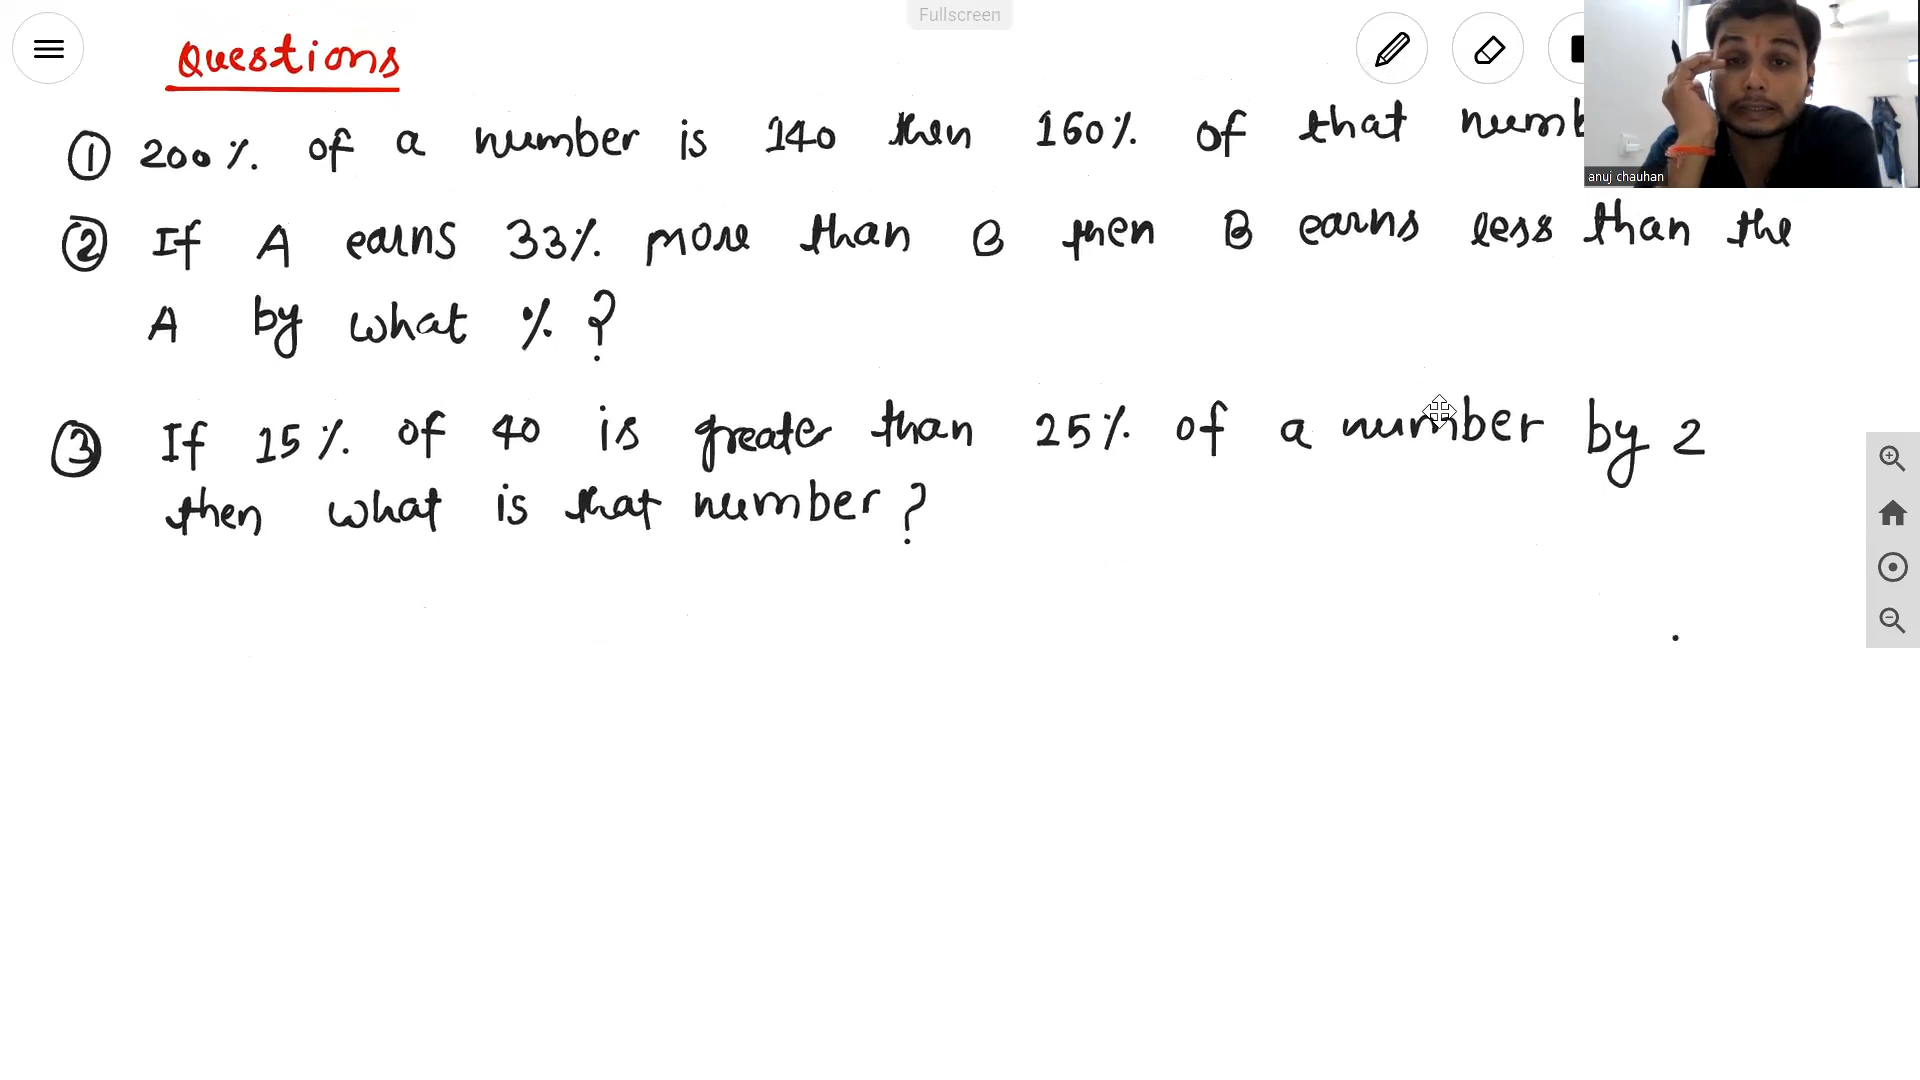 Fullscreen
Questions
① 200%. of a number is 140 then 160%. of that numb
anuj chauhan
② If A earns 33%. more than B then B earns less than the
A by what %. ?
③ If 15%. of 40 is greater than 25%. of a number by 2
then what is that number ?